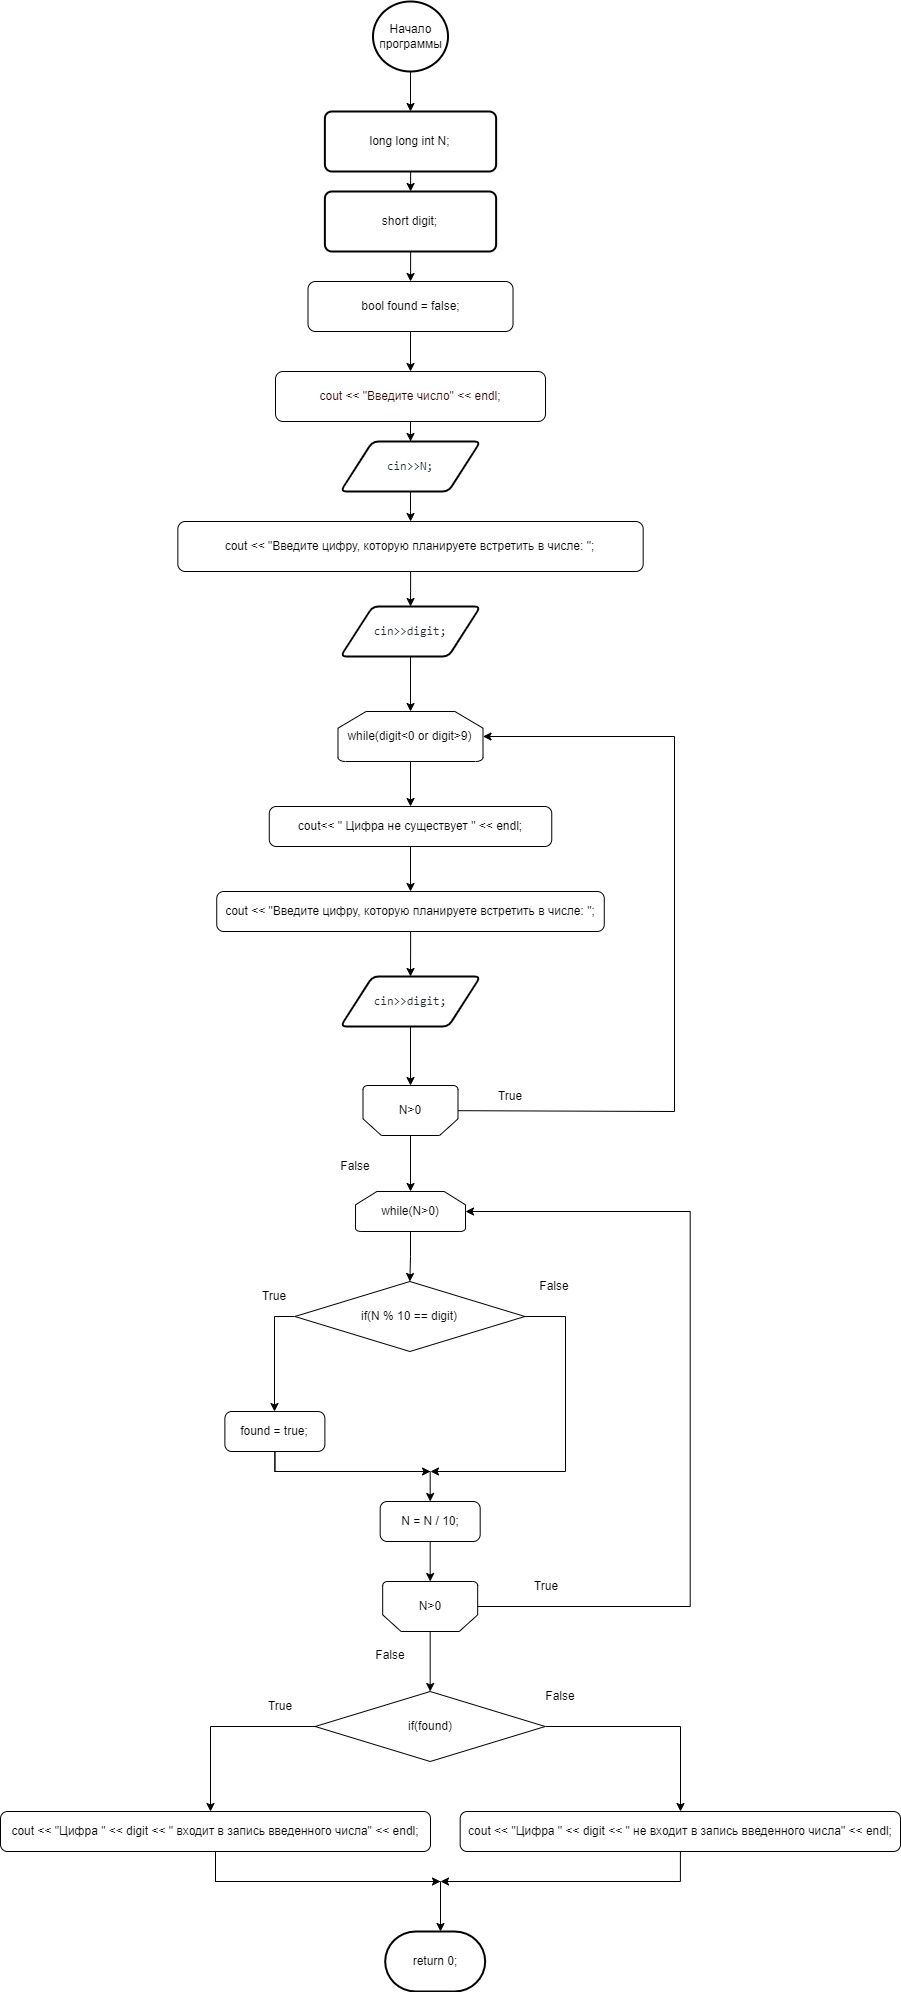 Начало
программы
long long int N;
short digit;
bool found = false;
cout << "Введите число" << endl;
cin>>N;
cout << "Введите цифру, которую планируете встретить в числе: ";
cin>>digit;
while(digit<0 or digit>9)
cout<< " Цифра не существует " << endl;
cout << "Введите цифру, которую планируете встретить в числе: ";
cin>>digit;
N>0
True
False
while(N>0)
True
False
if(N % 10 == digit)
found = true;
N = N / 10;
N>0
True
False
True
False
if(found)
cout << "Цифра " << digit << " входит в запись введенного числа" << endl;
cout << "Цифра " << digit << " не входит в запись введенного числа" << endl;
return 0;